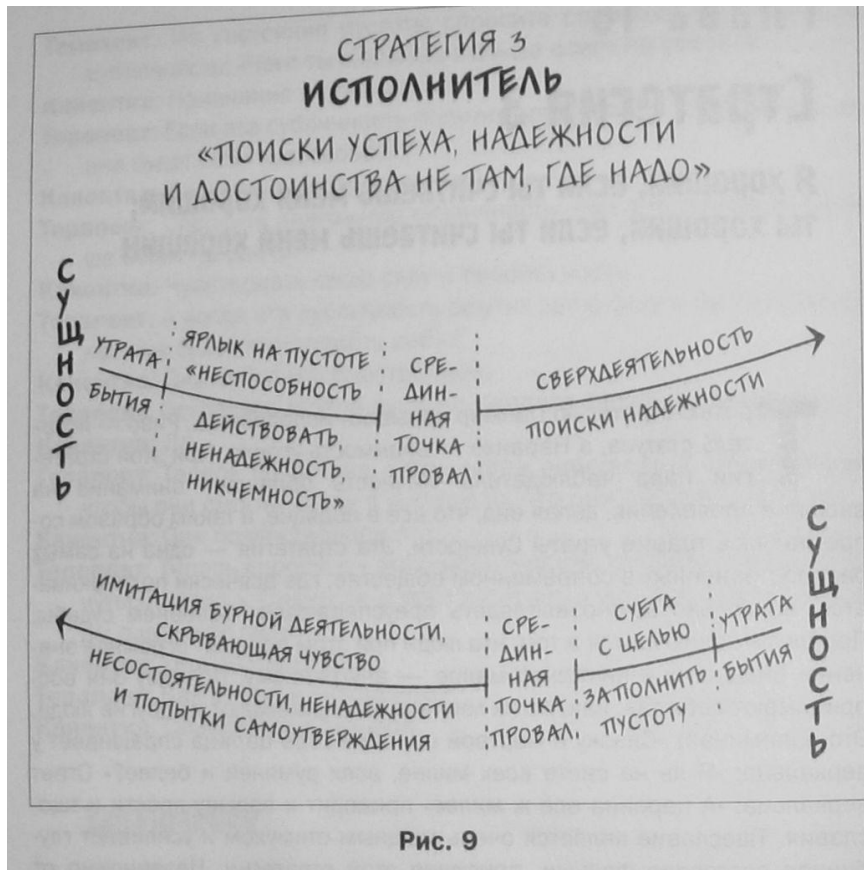 СТРАТЕГИЯ 3
ИСПОЛНИТЕЛЬ
«ПОИСКИ УСПЕХА, НАДЕЖНОСТИ
И ДОСТОИНСТВА НЕ ТАМ, ГДЕ НАДО»
СУЩНОСТЬ
УТРАТА
БЫТИЯ
ЯРЛЫК НА ПУСТОТЕ
«НЕСПОСОБНОСТЬ
ДЕЙСТВОВАТЬ,
НЕНАДЕЖНОСТЬ,
НИКЧЕМНОСТЬ»
СРЕ-
ДИН-
НАЯ
ТОЧКА
ПРОВАЛ
СВЕРХДЕЯТЕЛЬНОСТЬ
ПОИСКИ НАДЕЖНОСТИ
ИМИТАЦИЯ БУРНОЙ ДЕЯТЕЛЬНОСТИ,
СКРЫВАЮЩАЯ ЧУВСТВО
НЕСОСТОЯТЕЛЬНОСТИ, НЕНАДЕЖНОСТИ
И ПОПЫТКИ САМОУТВЕРЖДЕНИЯ
СРЕ-
ДИН-
НАЯ
ТОЧКА
ПРОВАЛ
СУЕТА
С ЦЕЛЬЮ
ЗАПОЛНИТЬ
ПУСТОТУ
УТРАТА
БЫТИЯ
СУЩНОСТЬ
Рис. 9